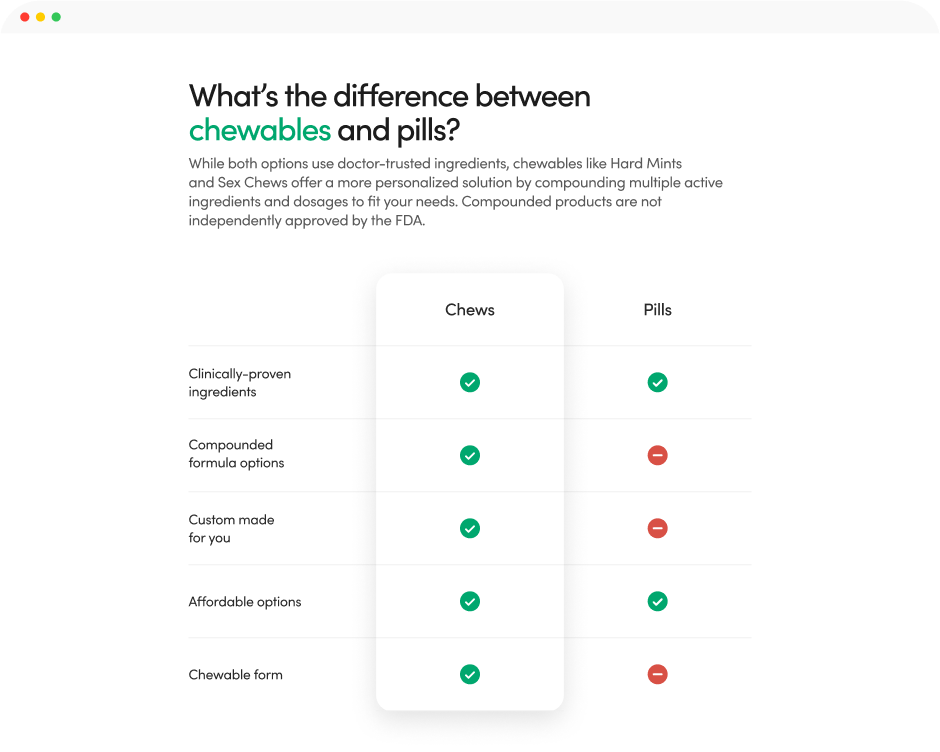 What's the difference between
chewables and pills?
While both options use doctor-trusted ingredients, chewables like Hard Mints
and Sex Chews offer a more personalized solution by compounding multiple active
ingredients and dosages to fit your needs. Compounded products are not
independently approved by the FDA.
Chews Pills
Clinically-proven
ingredients
Compounded
formula options
Custom made
for you
Affordable options
Chewable form